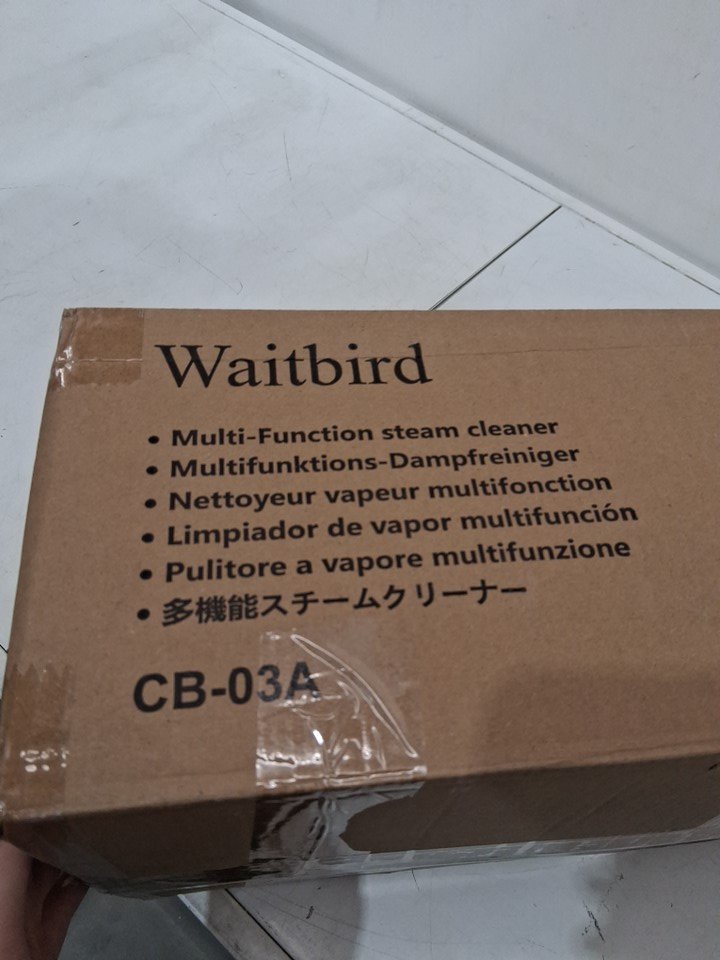 Waitbird
• Multi-Function steam cleaner
• Multifunktions-Dampfreiniger
• Nettoyeur vapeur multifonction
• Limpiador de vapor multifunción
• Pulitore a vapore multifunzione
• 多機能スチームクリーナー
CB-03A